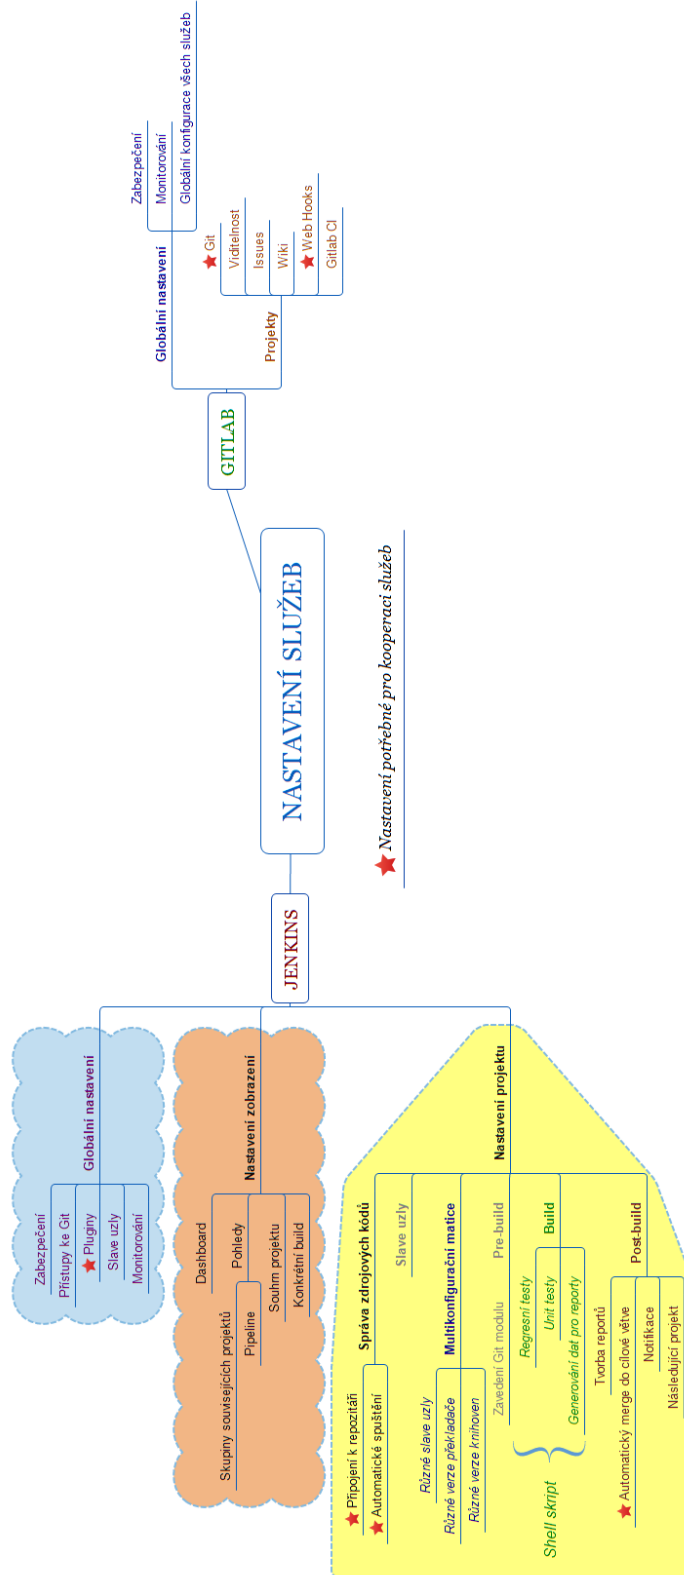 NASTAVENÍ SLUŽEB
GITLAB
Globální nastavení
Zabezpečení
Monitorování
Globální konfigurace všech služeb
Projekty
Git
Viditelnost
Issues
Wiki
Web Hooks
Gitlab CI
Nastavení potřebné pro kooperaci služeb
JENKINS
Globální nastavení
Zabezpečení
Přístupy ke Git
Pluginy
Slave uzly
Monitorování
Nastavení zobrazení
Dashboard
Pohledy
Skupiny souvisejících projektů
Pipeline
Souhrn projektu
Konkrétní build
Nastavení projektu
Správa zdrojových kódů
Připojení k repozitáři
Automatické spuštění
Slave uzly
Multikonfigurační matice
Různé slave uzly
Různé verze překladače
Různé verze knihoven
Pre-build
Zavedení Git modulu
Build
Regresní testy
Unit testy
Generování dat pro reporty
Shell skript
Post-build
Tvorba reportů
Automatický merge do cílové větve
Notifikace
Následující projekt